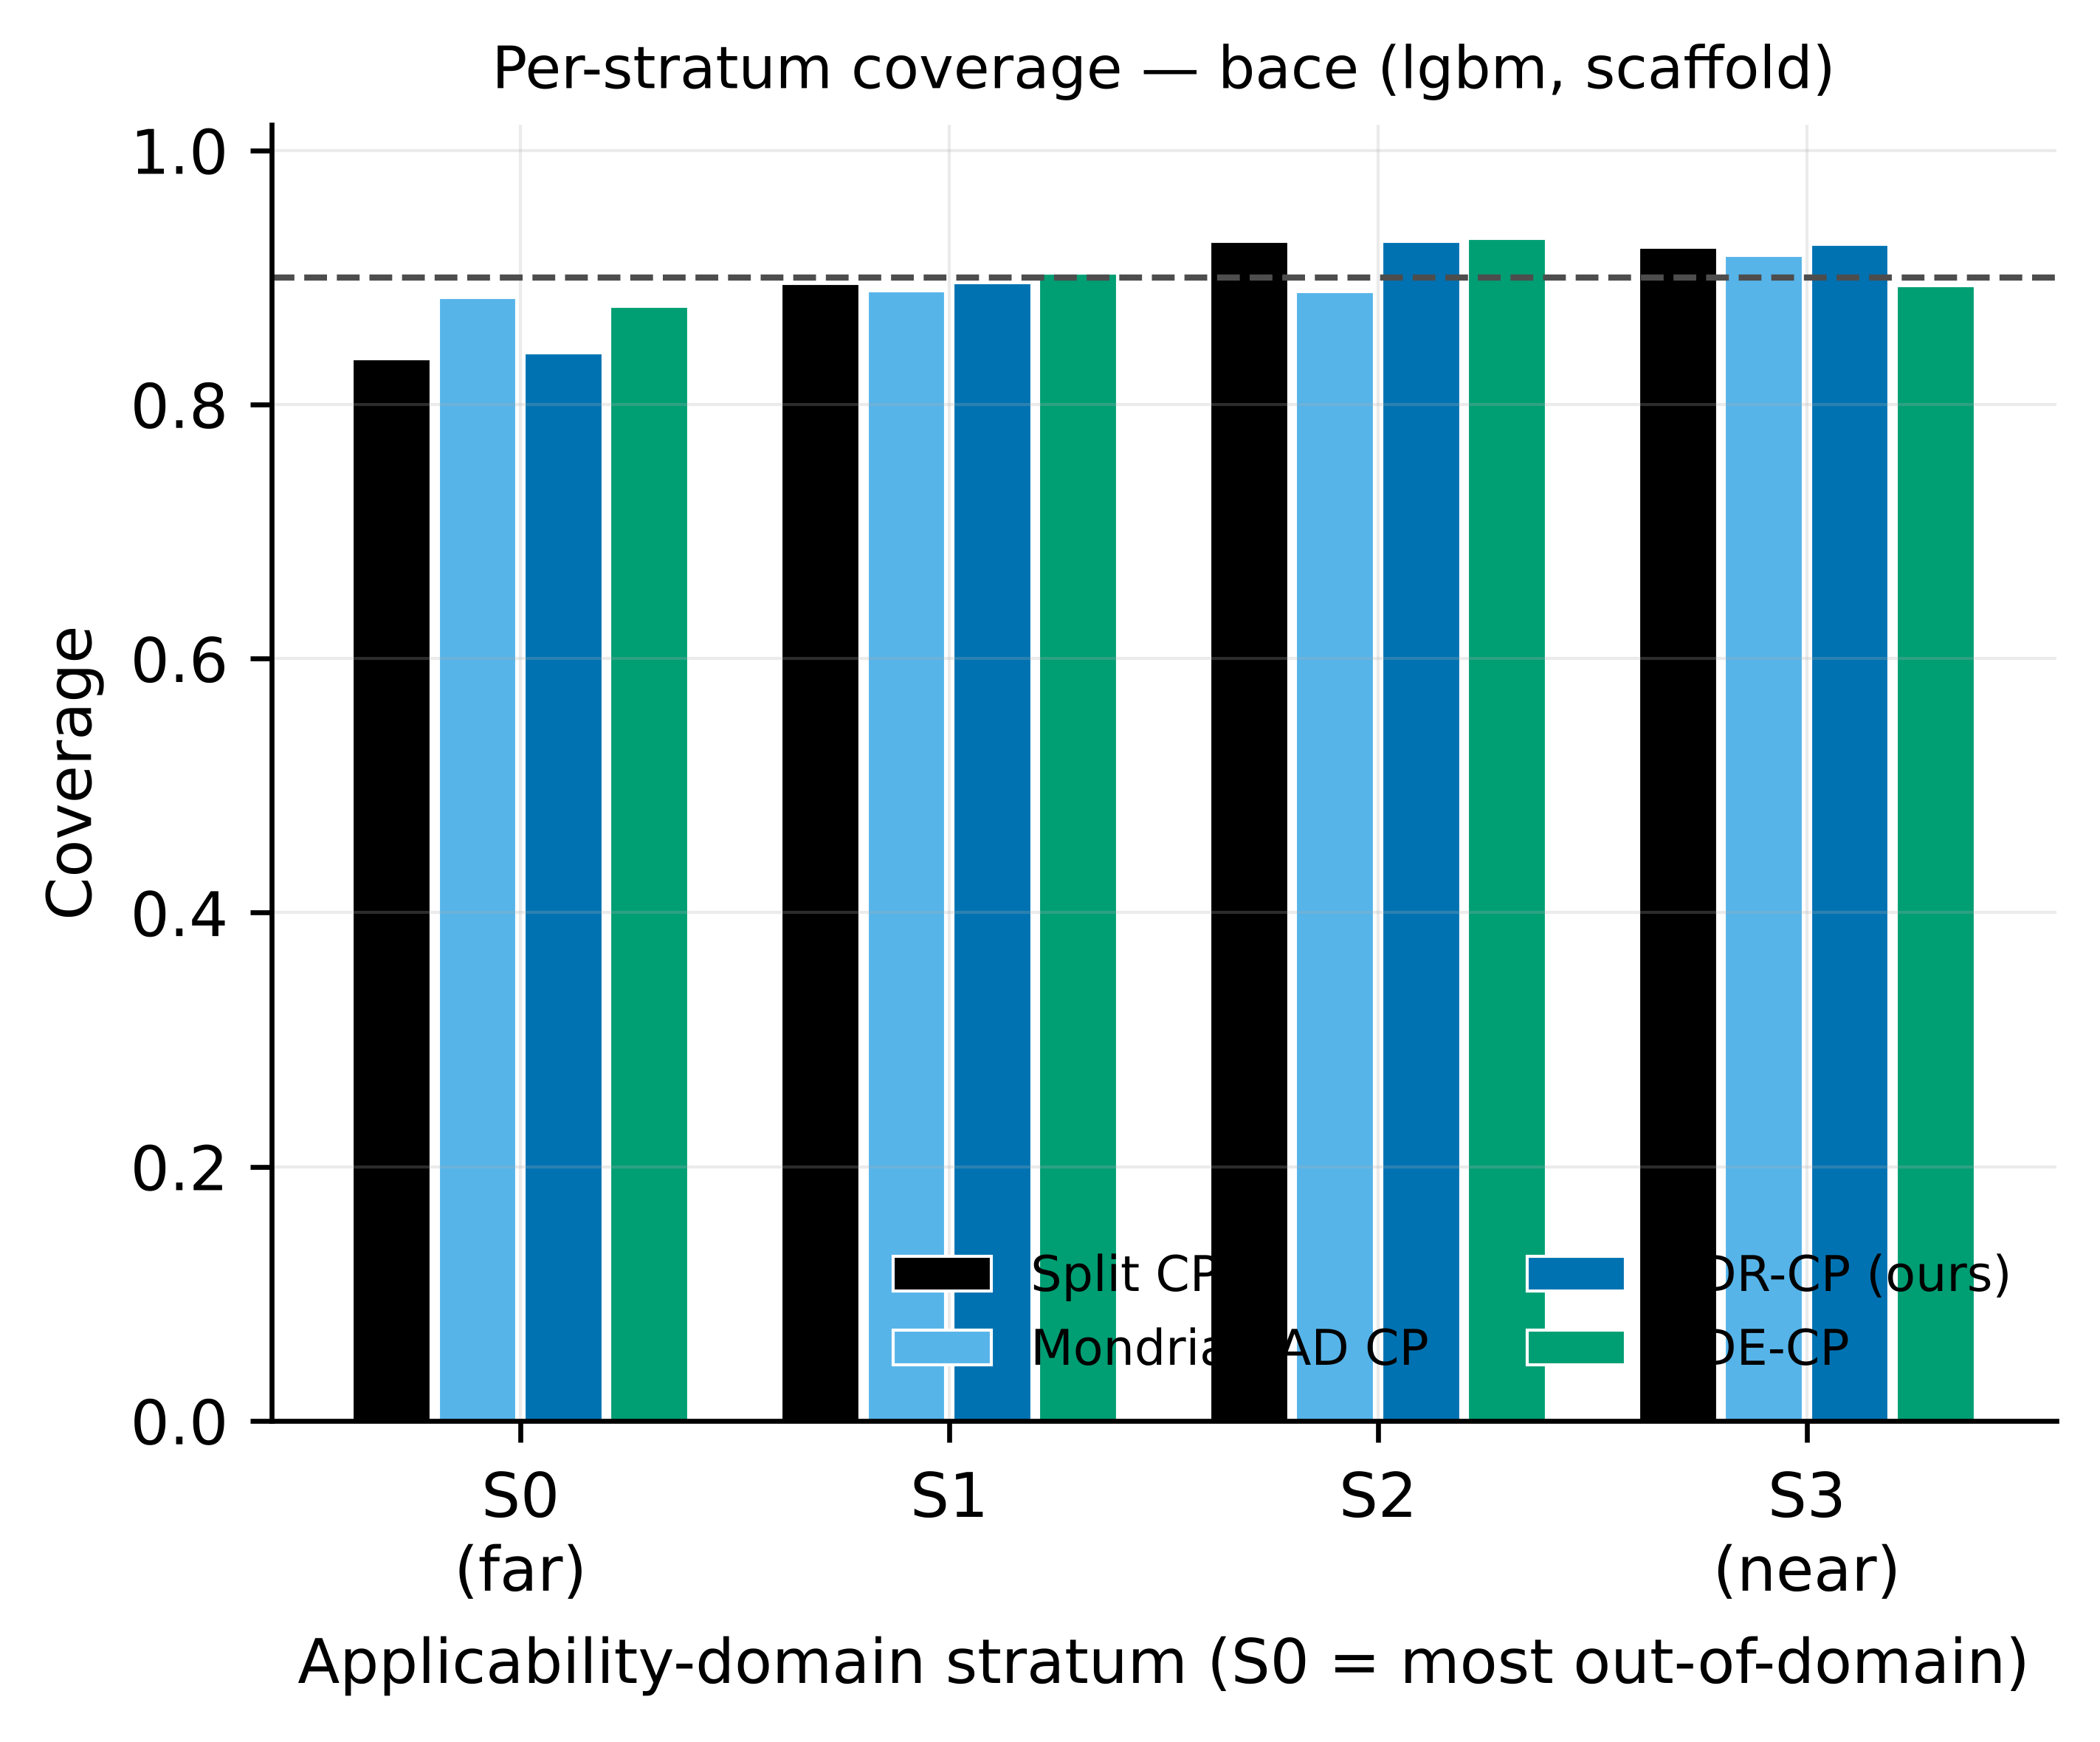 Per-stratum coverage — bace (lgbm, scaffold)
1.0
0.8
0.6
0.4
0.2
0.0
Coverage
Split CP
Mondria AD CP
DR-CP (ours)
DE-CP
S0
(far)
S1
S2
S3
(near)
Applicability-domain stratum (S0 = most out-of-domain)